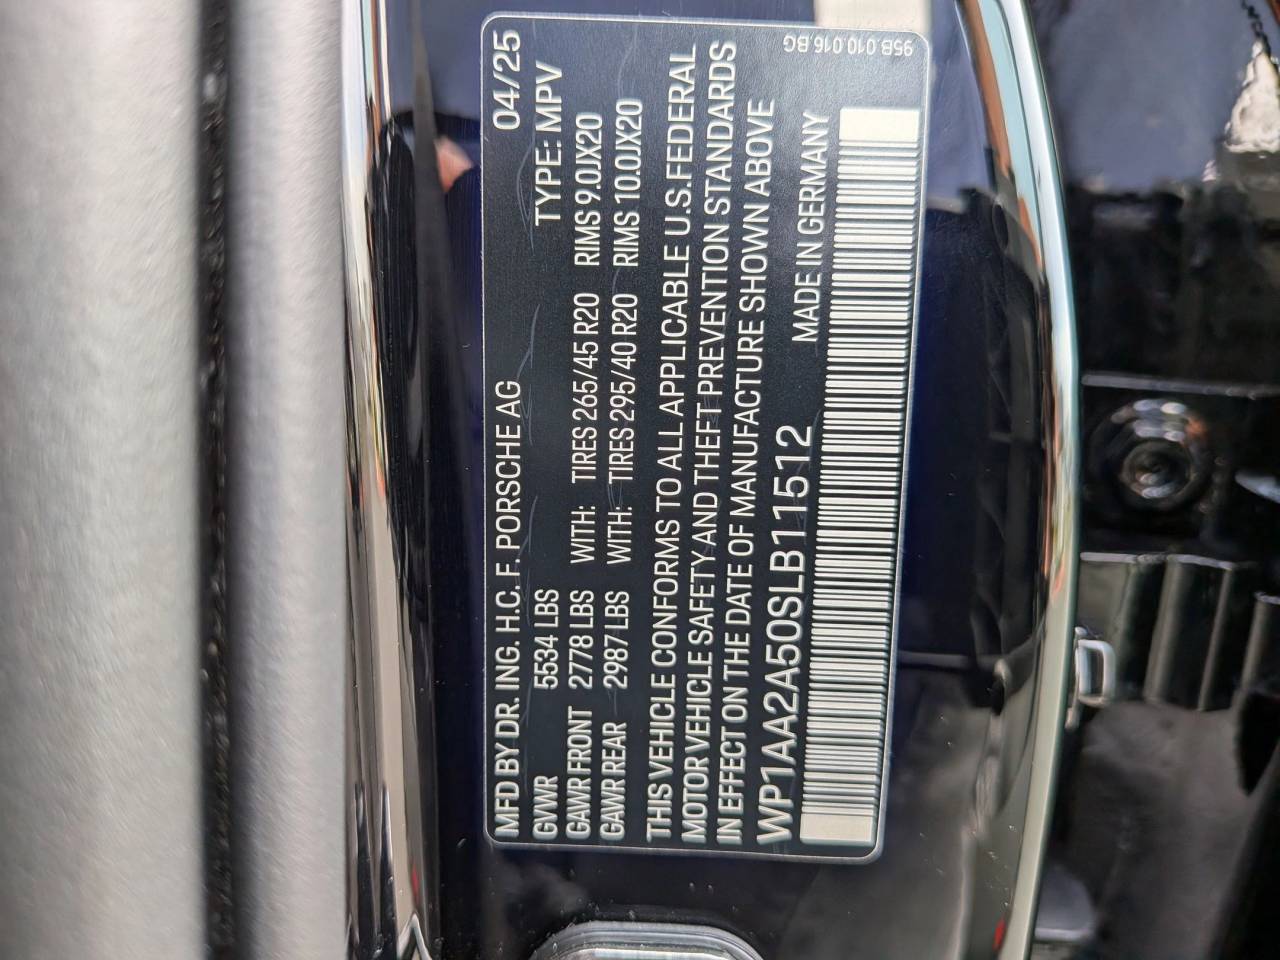 MFD BY DR. ING. H.C. F. PORSCHE AG 04/25
GVWR 5534 LBS TYPE: MPV
GAWR FRONT 2778 LBS WITH: TIRES 265/45 R20 RIMS 9.0JX20
GAWR REAR 2987 LBS WITH: TIRES 295/40 R20 RIMS 10.0JX20
THIS VEHICLE CONFORMS TO ALL APPLICABLE U.S.FEDERAL
MOTOR VEHICLE SAFETY AND THEFT PREVENTION STANDARDS
IN EFFECT ON THE DATE OF MANUFACTURE SHOWN ABOVE
WP1AA2A50SLB11512 MADE IN GERMANY
95B.010.016.BG